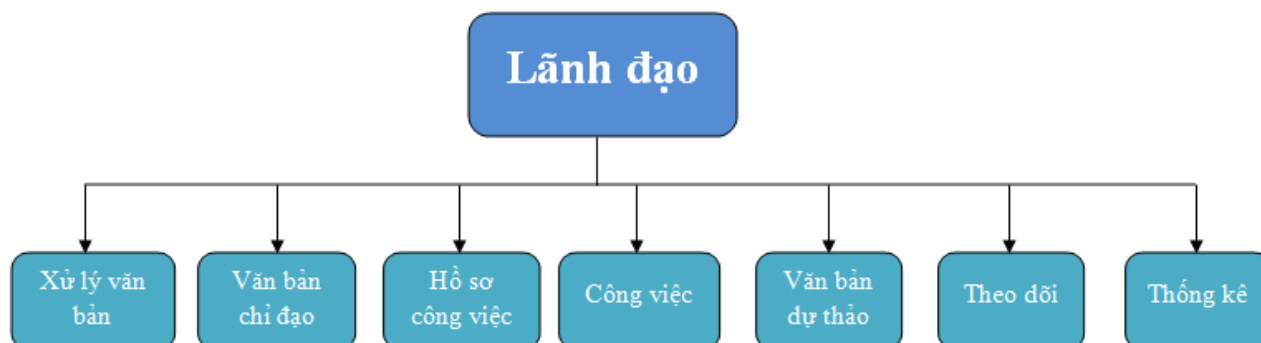 Lãnh đạo
Xử lý văn
bản
Văn bản
chỉ đạo
Hồ sơ
công việc
Công việc
Văn bản
dự thảo
Theo dõi
Thống kê